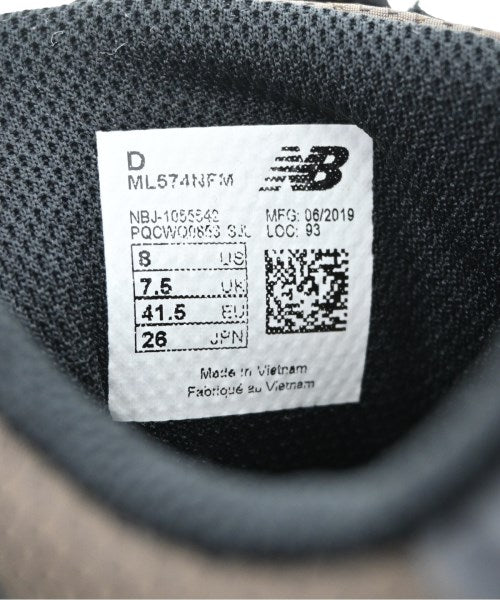 D
ML574NFM
NB
NBJ-1055542
MFG: 06/2019
LOC: 93
8 US
7.5 UK
41.5 EU
26 JPN
Made in Vietnam
Fabriqué au Vietnam